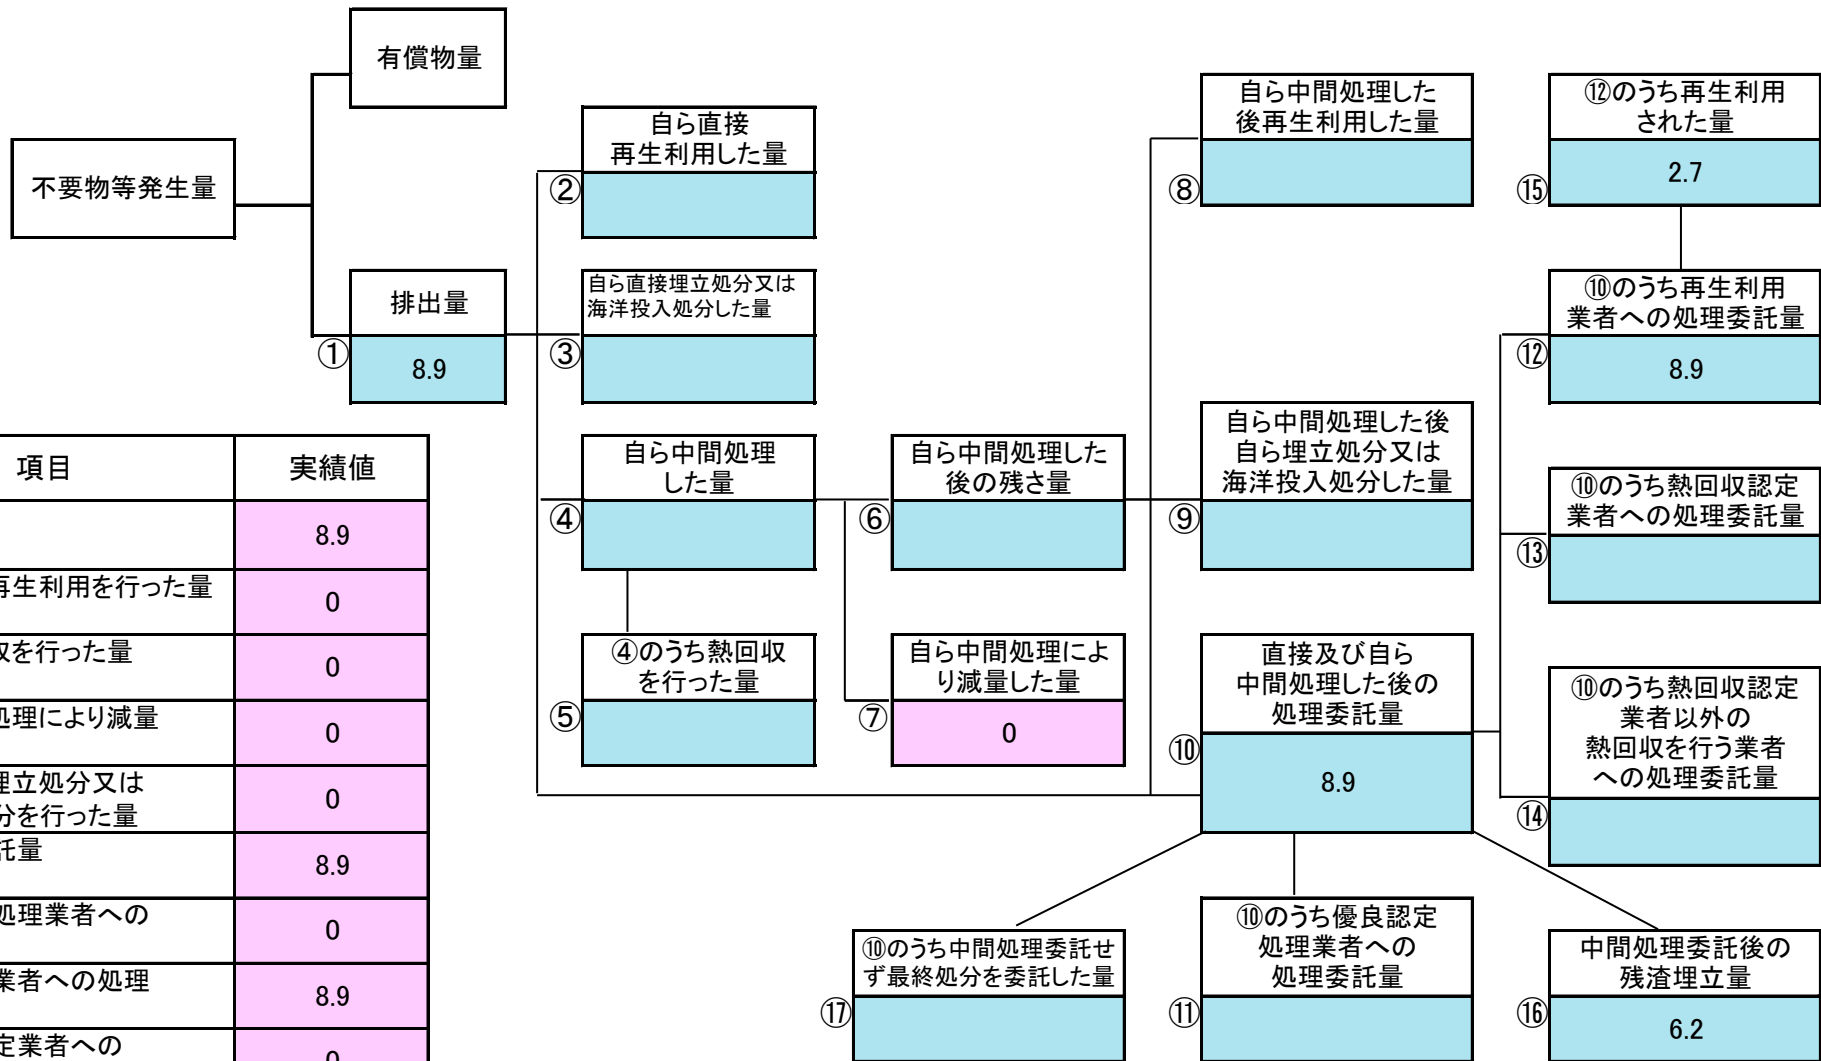 有償物量
不要物等発生量
排出量
①
8.9
自ら直接
再生利用した量
②
自ら直接埋立処分又は
海洋投入処分した量
③
自ら中間処理
した量
④
④のうち熱回収
を行った量
⑤
自ら中間処理した
後の残さ量
⑥
自ら中間処理によ
り減量した量
⑦
0
自ら中間処理した
後再生利用した量
⑧
自ら中間処理した後
自ら埋立処分又は
海洋投入処分した量
⑨
直接及び自ら
中間処理した後の
処理委託量
⑩
8.9
⑫のうち再生利用
された量
⑮
2.7
⑩のうち再生利用
業者への処理委託量
⑫
8.9
⑩のうち熱回収認定
業者への処理委託量
⑬
⑩のうち熱回収認定
業者以外の
熱回収を行う業者
への処理委託量
⑭
⑩のうち中間処理委託せ
ず最終処分を委託した量
⑰
⑩のうち優良認定
処理業者への
処理委託量
⑪
中間処理委託後の
残渣埋立量
⑯
6.2
項目 実績値
8.9
再生利用を行った量
0
収を行った量
0
処理により減量
0
埋立処分又は
分を行った量
0
託量
8.9
処理業者への
0
業者への処理
8.9
定業者への
0